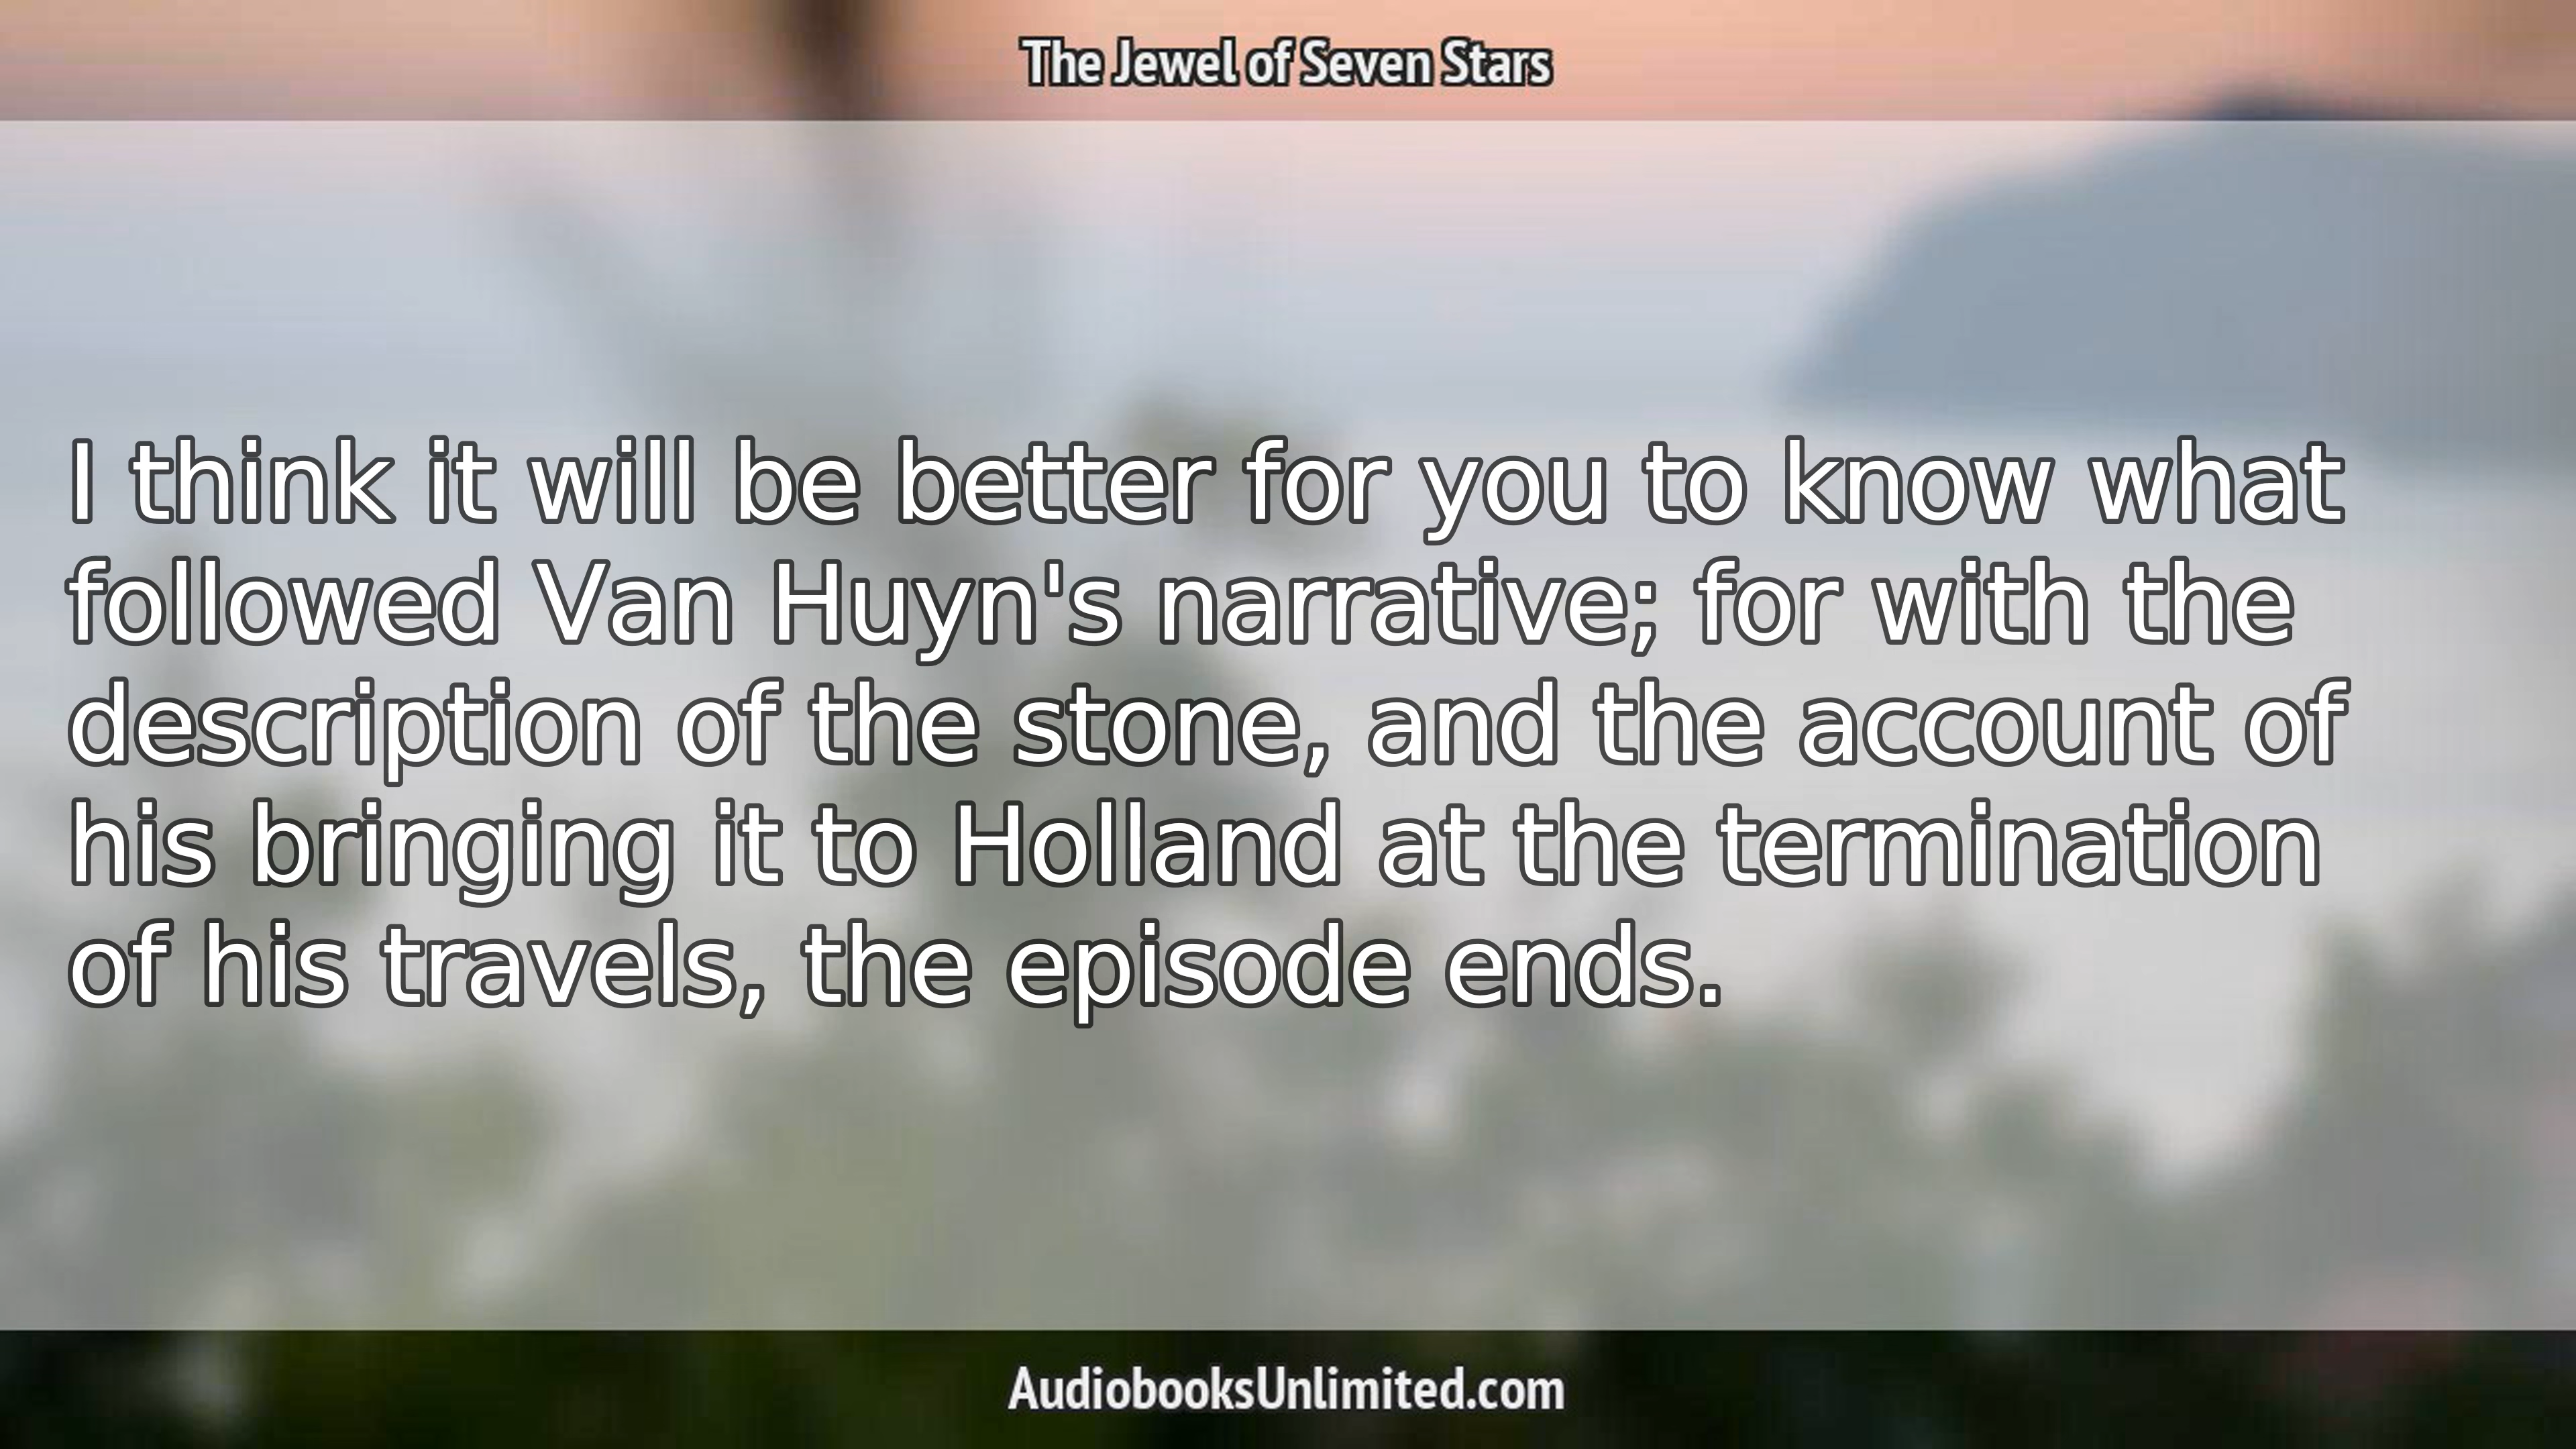 The Jewel of Seven Stars
I think it will be better for you to know what
followed Van Huyn's narrative; for with the
description of the stone, and the account of
his bringing it to Holland at the termination
of his travels, the episode ends.
AudiobooksUnlimited.com